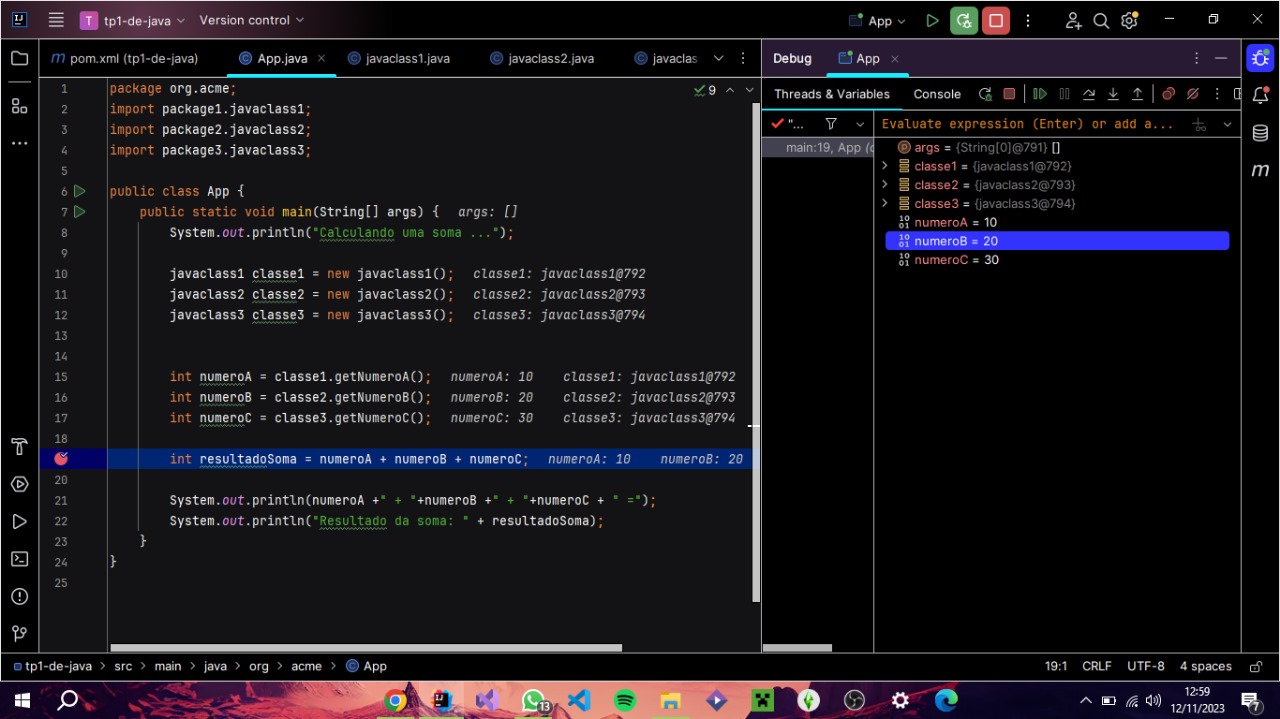 T tp1-de-java Version control App
pom.xml (tp1-de-java) App.java javaclass1.java javaclass2.java javaclas
Debug App
Threads & Variables Console
"... Evaluate expression (Enter) or add a...
main:19, App (
args = {String[0]@791} []
classe1 = {javaclass1@792}
classe2 = {javaclass2@793}
classe3 = {javaclass3@794}
numeroA = 10
numeroB = 20
numeroC = 30
9
1 package org.acme;
2 import package1.javaclass1;
3 import package2.javaclass2;
4 import package3.javaclass3;
5
6 public class App {
7 public static void main(String[] args) { args: []
8 System.out.println("Calculando uma soma ...");
9
10 javaclass1 classe1 = new javaclass1(); classe1: javaclass1@792
11 javaclass2 classe2 = new javaclass2(); classe2: javaclass2@793
12 javaclass3 classe3 = new javaclass3(); classe3: javaclass3@794
13
14
15 int numeroA = classe1.getNumeroA(); numeroA: 10 classe1: javaclass1@792
16 int numeroB = classe2.getNumeroB(); numeroB: 20 classe2: javaclass2@793
17 int numeroC = classe3.getNumeroC(); numeroC: 30 classe3: javaclass3@794
18
int resultadoSoma = numeroA + numeroB + numeroC; numeroA: 10 numeroB: 20
20
21 System.out.println(numeroA +" + "+numeroB +" + "+numeroC + " =");
22 System.out.println("Resultado da soma: " + resultadoSoma);
23 }
24 }
25
tp1-de-java > src > main > java > org > acme > App
19:1 CRLF UTF-8 4 spaces
13
12:59
12/11/2023
7